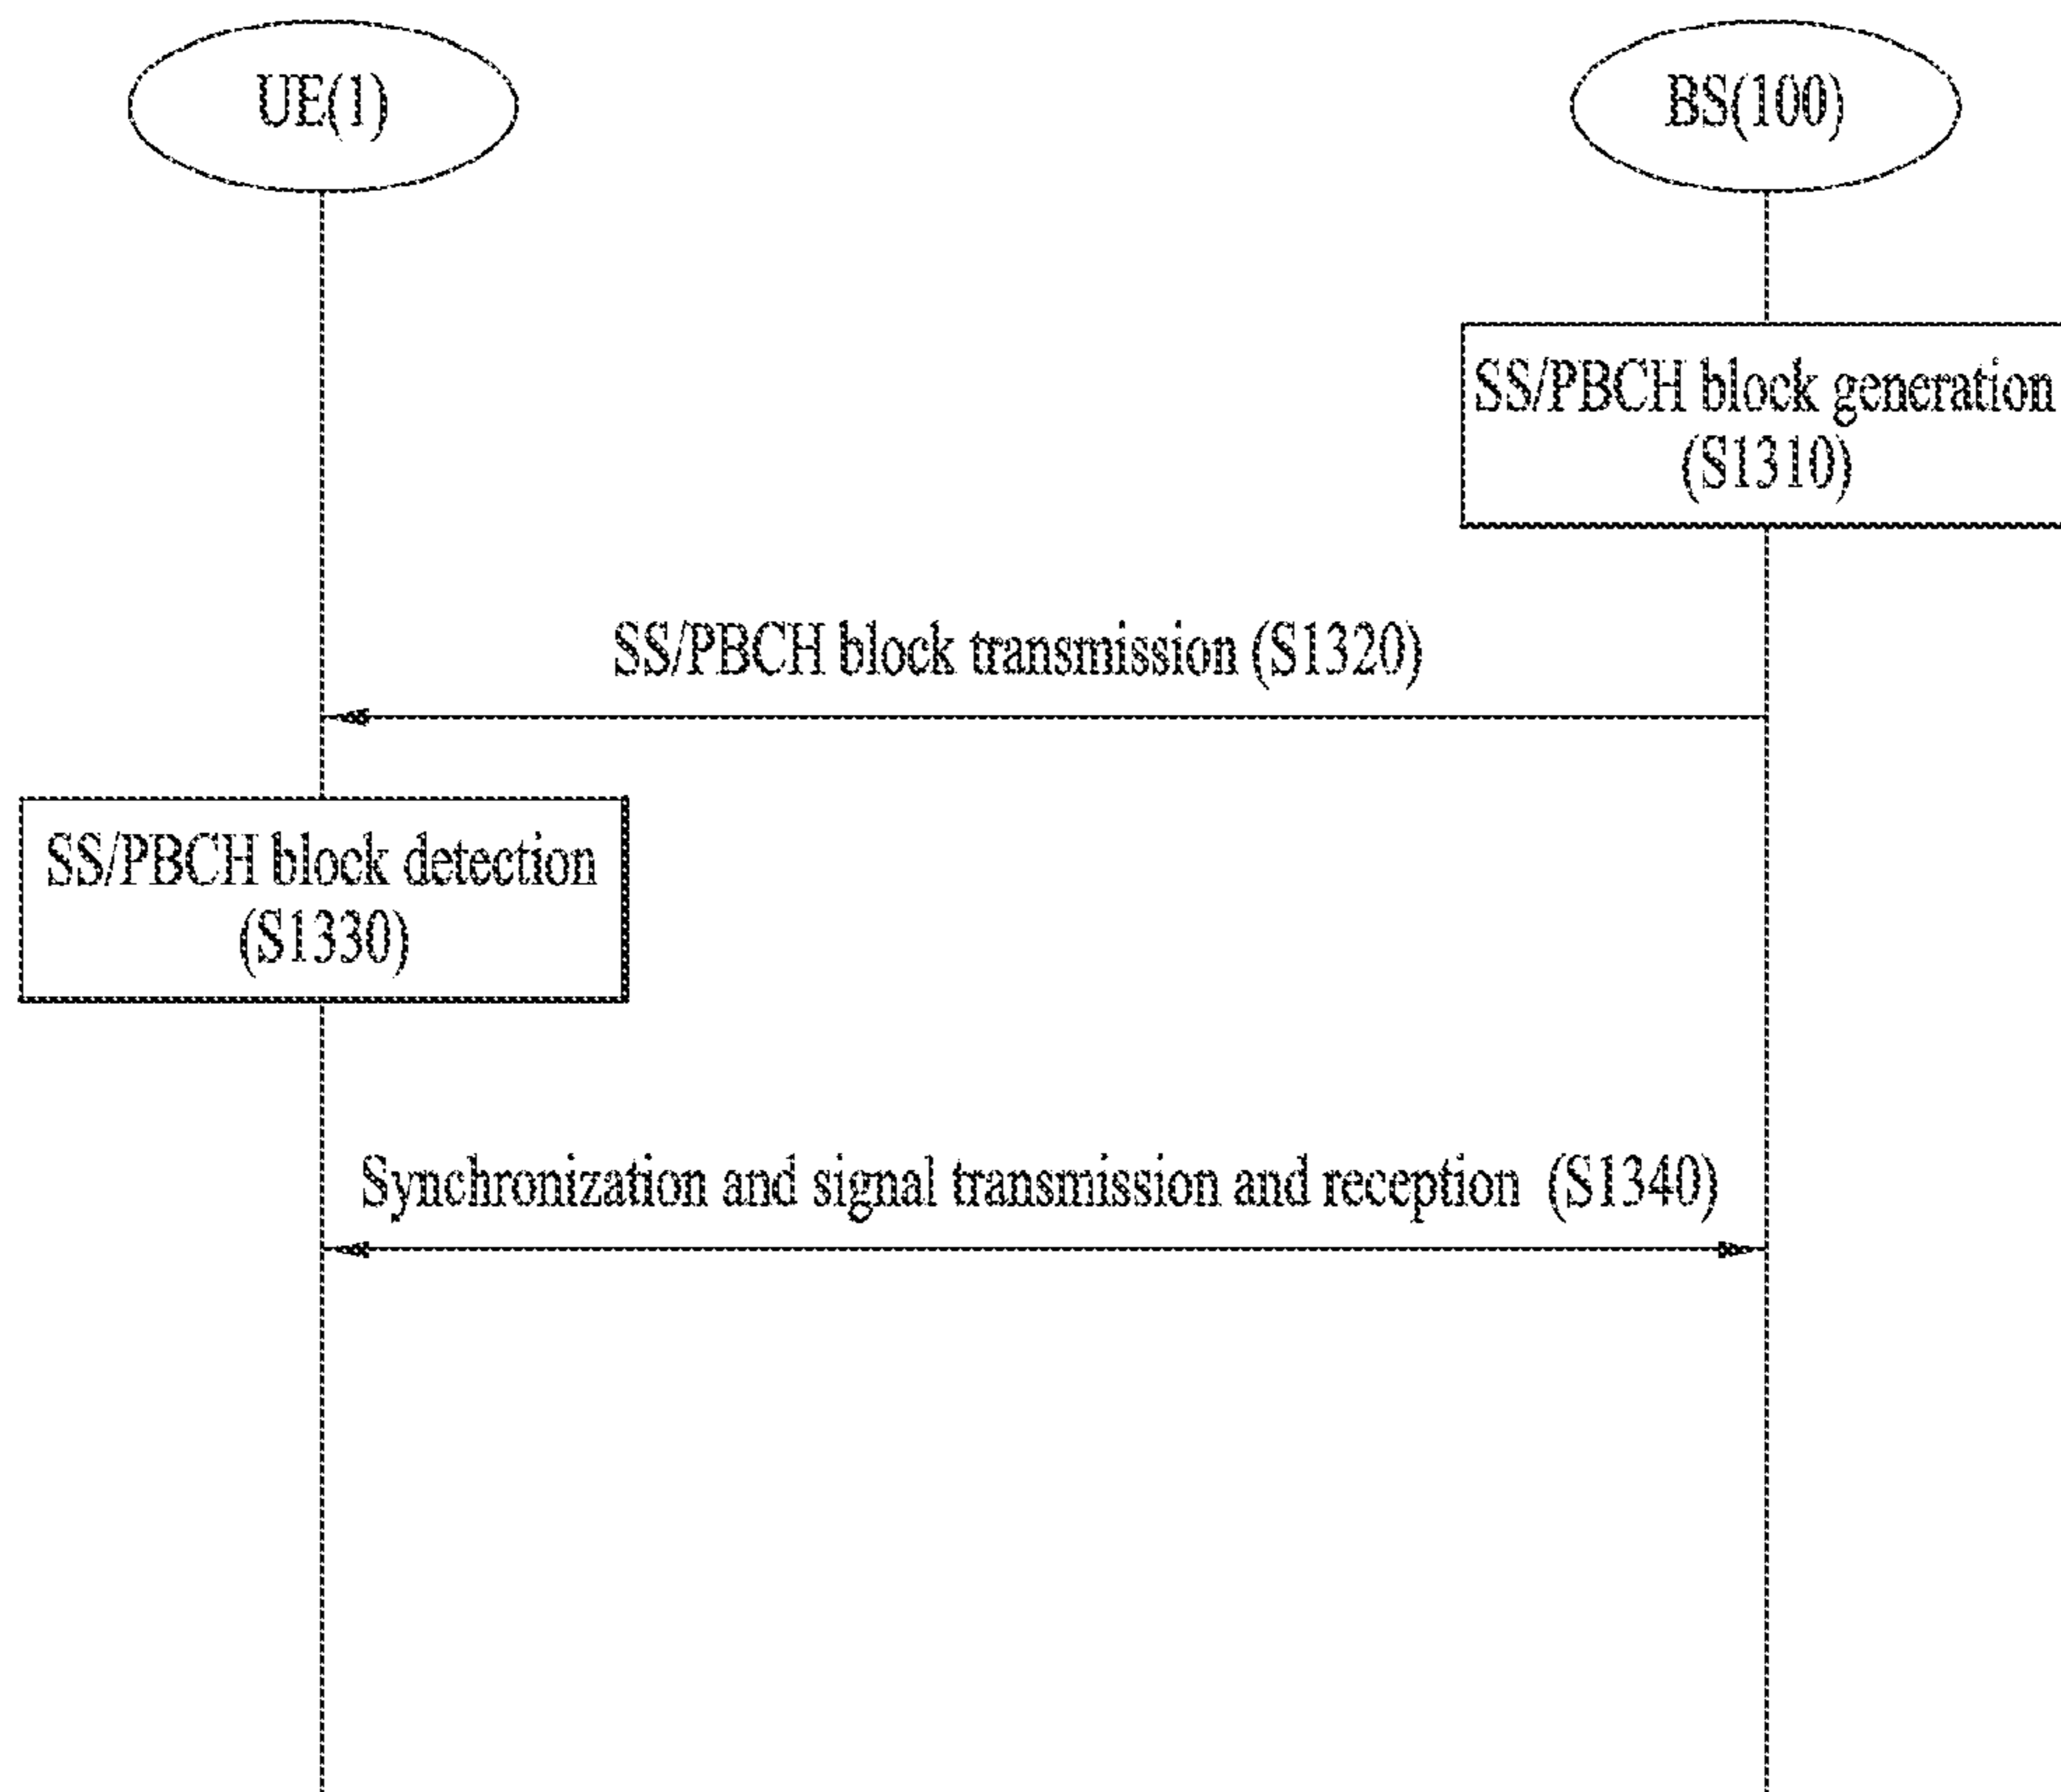 UE(1)
BS(100)
SS/PBCH block generation
(S1310)
SS/PBCH block transmission (S1320)
SS/PBCH block detection
(S1330)
Synchronization and signal transmission and reception (S1340)